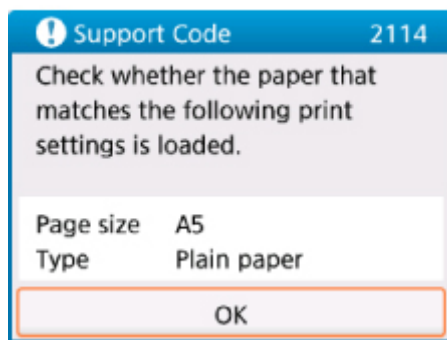 Support Code 2114
Check whether the paper that
matches the following print
settings is loaded.
Page size A5
Type Plain paper
OK